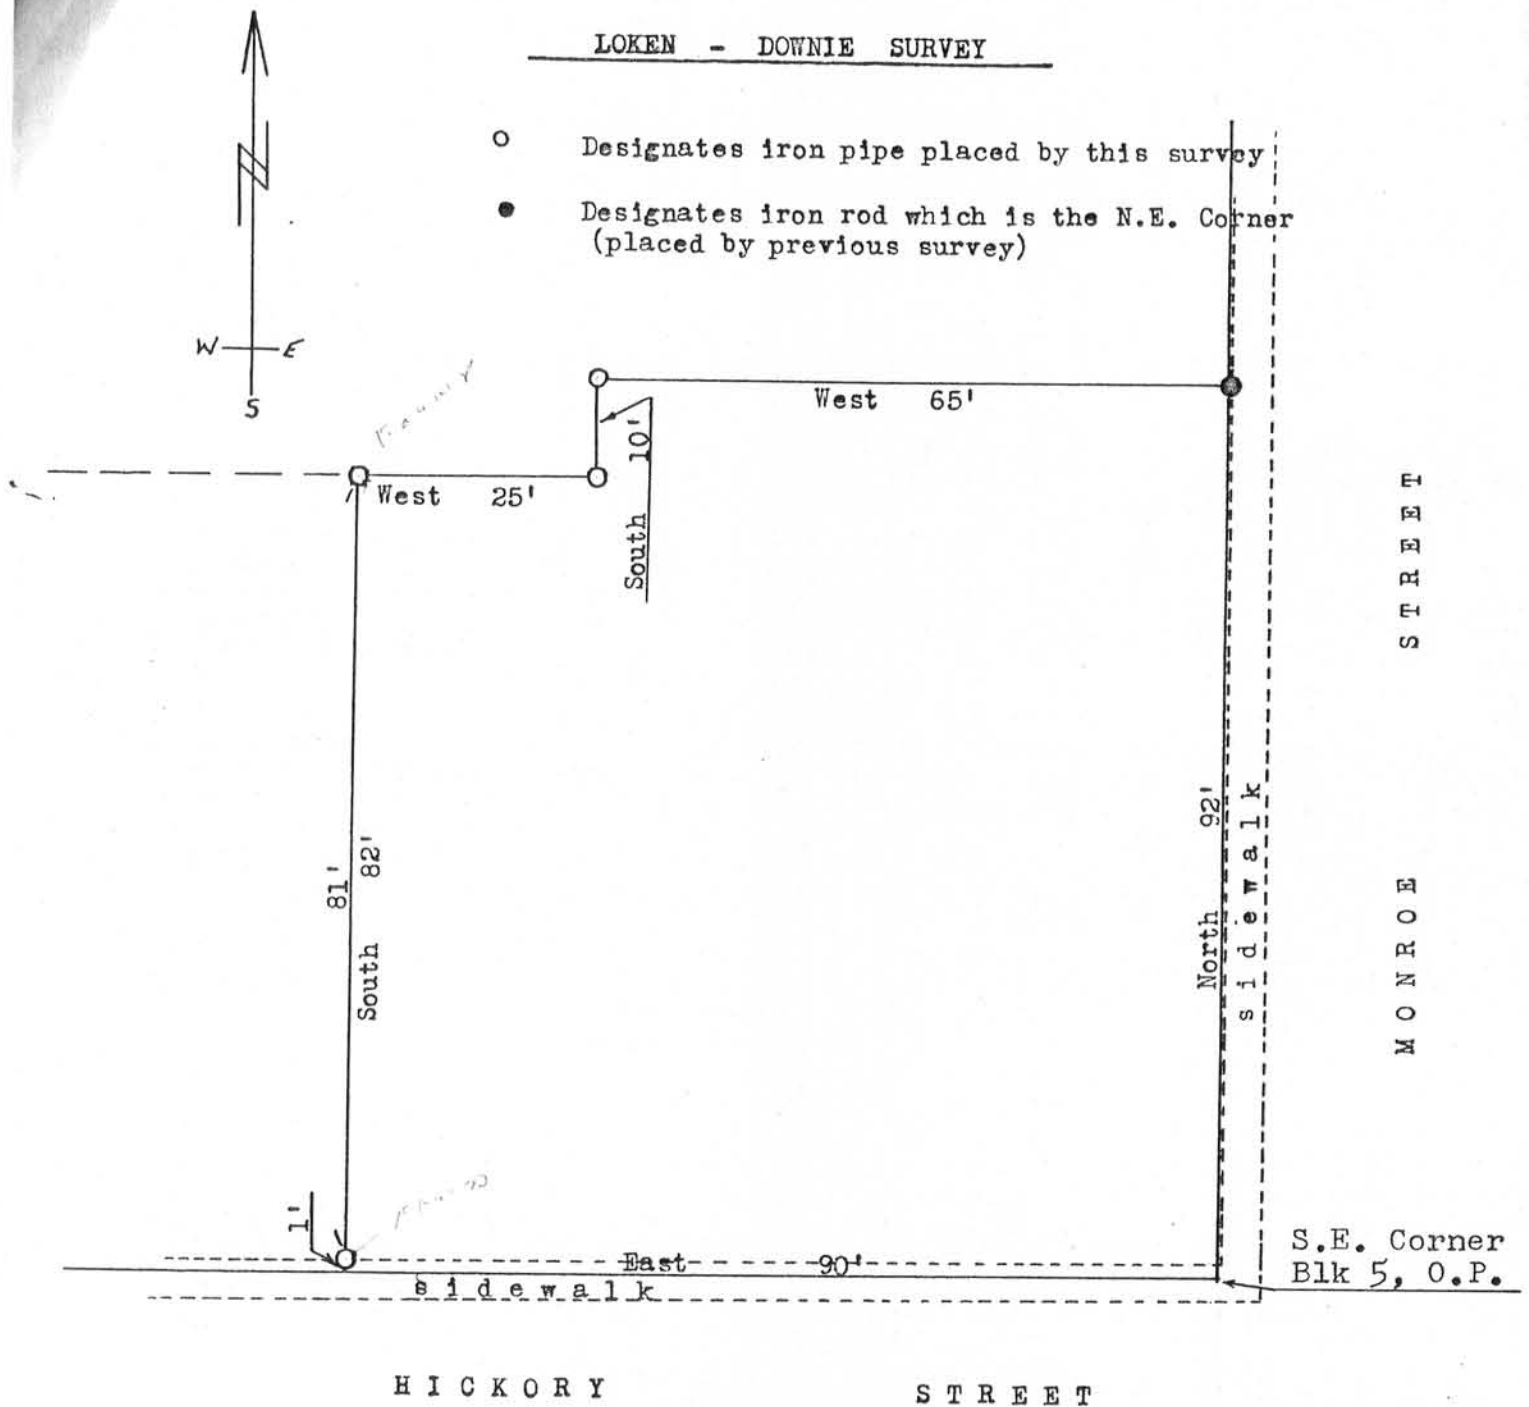 LOKEN - DOWNIE SURVEY
Designates iron pipe placed by this survey
Designates iron rod which is the N.E. Corner
(placed by previous survey)
W E
S
West 65'
West 25'
South 10'
81'
South 82'
North 92'
sidewalk
MONROE STREET
1'
East 90'
sidewalk
S.E. Corner
Blk 5, O.P.
HICKORY STREET